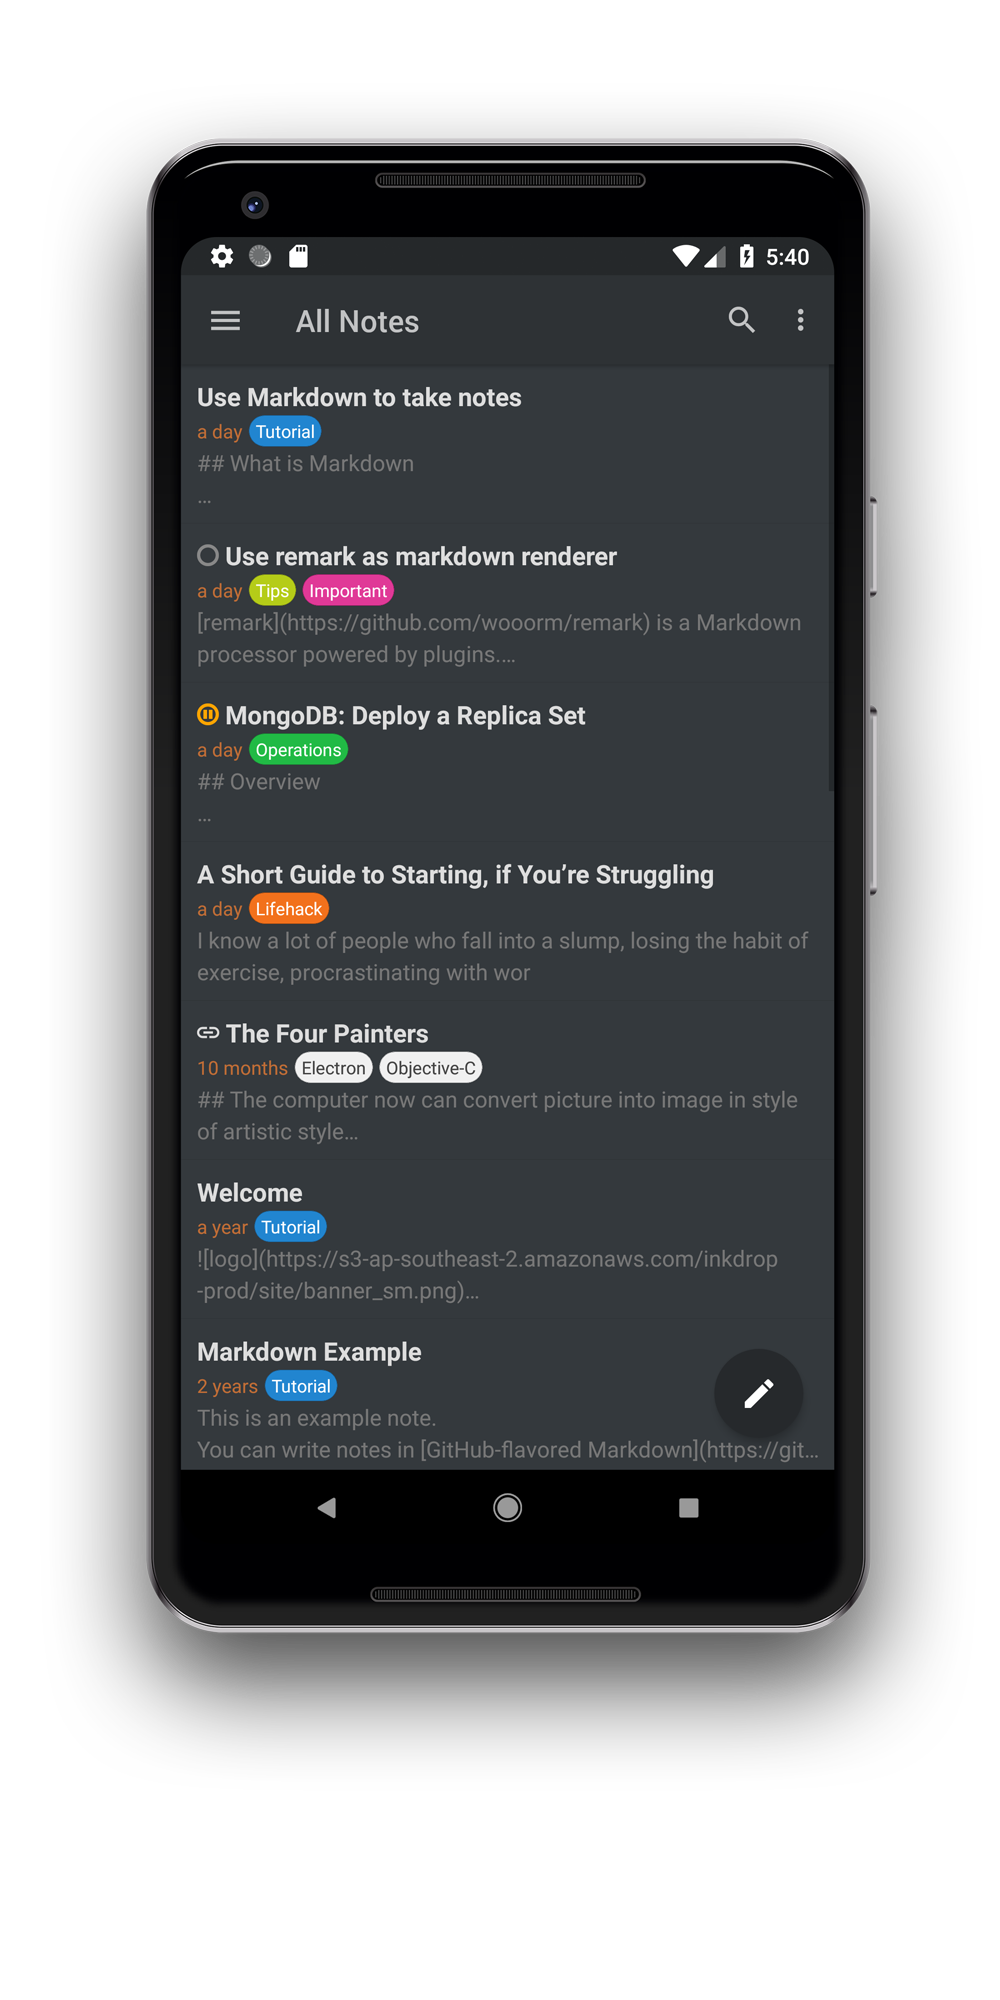 5:40
All Notes
Use Markdown to take notes
a day Tutorial
## What is Markdown
...
Use remark as markdown renderer
a day Tips Important
[remark](https://github.com/wooorm/remark) is a Markdown
processor powered by plugins....
MongoDB: Deploy a Replica Set
a day Operations
## Overview
...
A Short Guide to Starting, if You’re Struggling
a day Lifehack
I know a lot of people who fall into a slump, losing the habit of
exercise, procrastinating with wor
The Four Painters
10 months Electron Objective-C
## The computer now can convert picture into image in style
of artistic style...
Welcome
a year Tutorial
![logo](https://s3-ap-southeast-2.amazonaws.com/inkdrop
-prod/site/banner_sm.png)...
Markdown Example
2 years Tutorial
This is an example note.
You can write notes in [GitHub-flavored Markdown](https://git...